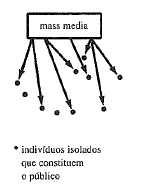 mass media
• indivíduos isolados
que constituem
o público